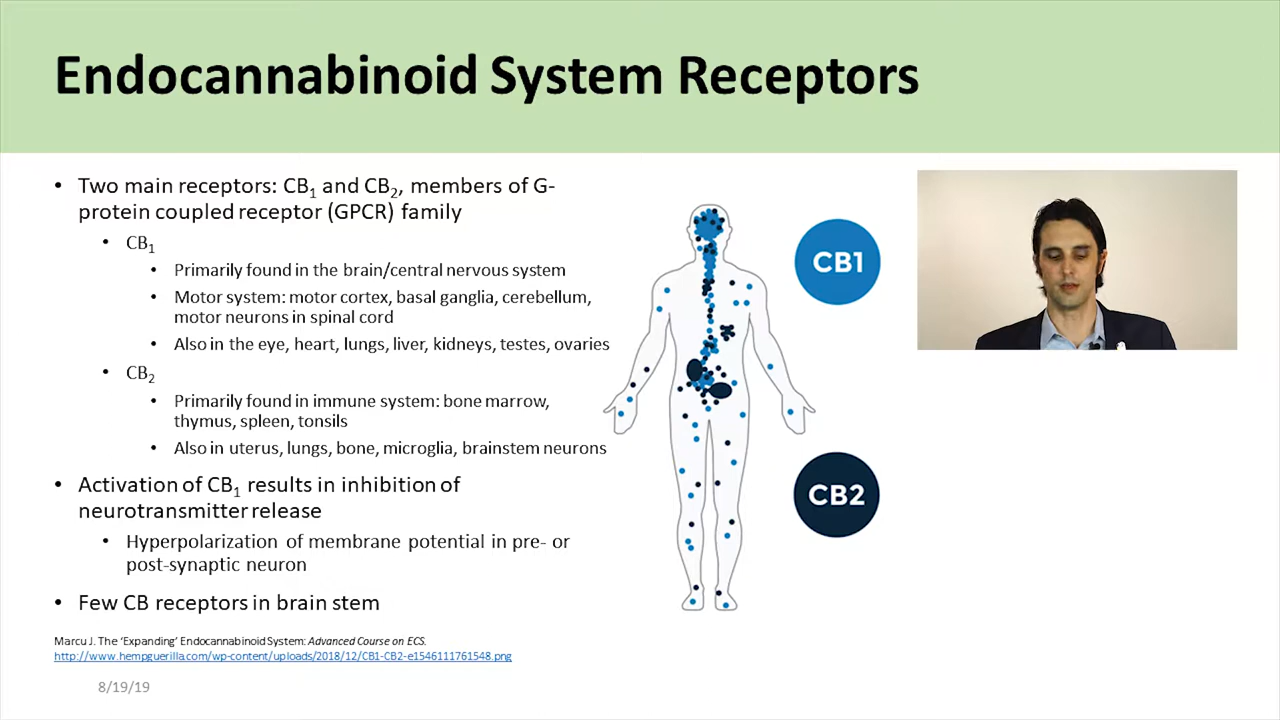 Endocannabinoid System Receptors
• Two main receptors: CB₁ and CB₂, members of G-
protein coupled receptor (GPCR) family
• CB₁
• Primarily found in the brain/central nervous system
• Motor system: motor cortex, basal ganglia, cerebellum,
motor neurons in spinal cord
• Also in the eye, heart, lungs, liver, kidneys, testes, ovaries
• CB₂
• Primarily found in immune system: bone marrow,
thymus, spleen, tonsils
• Also in uterus, lungs, bone, microglia, brainstem neurons
• Activation of CB₁ results in inhibition of
neurotransmitter release
• Hyperpolarization of membrane potential in pre- or
post-synaptic neuron
• Few CB receptors in brain stem
CB1
CB2
Marcu J. The ‘Expanding’ Endocannabinoid System: Advanced Course on ECS.
http://www.hempguerilla.com/wp-content/uploads/2018/12/CB1-CB2-e1546111761548.png
8/19/19